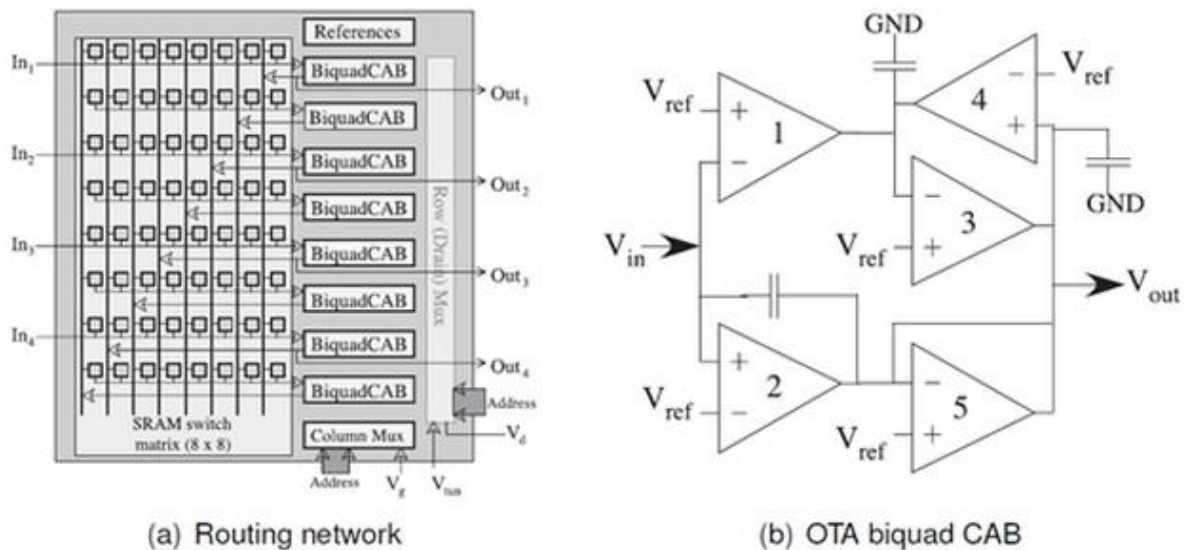 References
In1
BiquadCAB
Out1
BiquadCAB
In2
BiquadCAB
Out2
BiquadCAB
In3
BiquadCAB
Out3
BiquadCAB
In4
BiquadCAB
Out4
BiquadCAB
Row (Drain) Mux
Address
SRAM switch
matrix (8 x 8)
Column Mux
Vd
Address
Vg
Vtun
(a) Routing network
GND
Vref
+
1
−
−
4
+
Vref
GND
−
3
+
Vref
Vin
Vout
+
2
−
Vref
−
5
+
Vref
(b) OTA biquad CAB